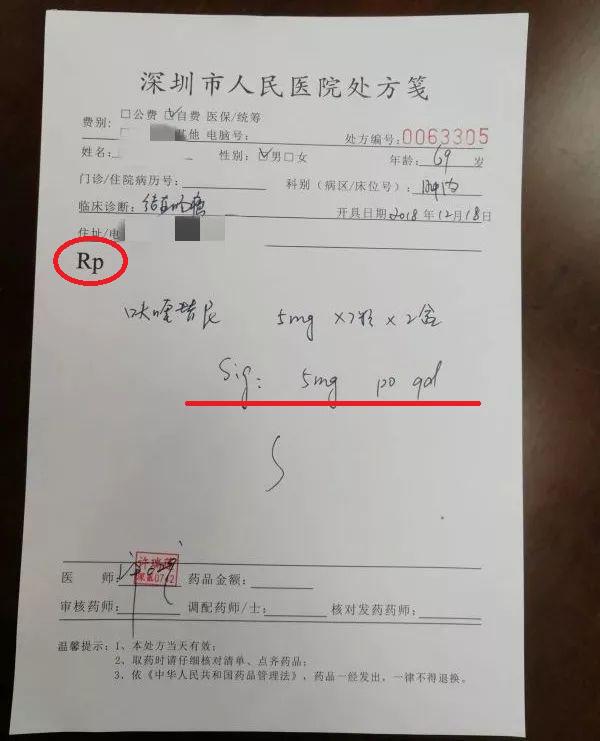 深圳市人民医院处方笺
费别: □公费 ☑自费 医保/统筹
其他 电脑号: 处方编号: 0063305
姓名: 性别: ☑男□女 年龄: 69 岁
门诊/住院病历号: 科别(病区/床位号):
临床诊断: 开具日期 2018 年 12 月 18 日
住址/电
Rp
呋喹替尼 5mg ×7粒 ×2盒
Sig: 5mg po qd
医 师: 药品金额:
审核药师: 调配药师/士: 核对发药药师:
温馨提示: 1、本处方当天有效;
2、取药时请仔细核对清单、点齐药品;
3、依《中华人民共和国药品管理法》,药品一经发出,一律不得退换。